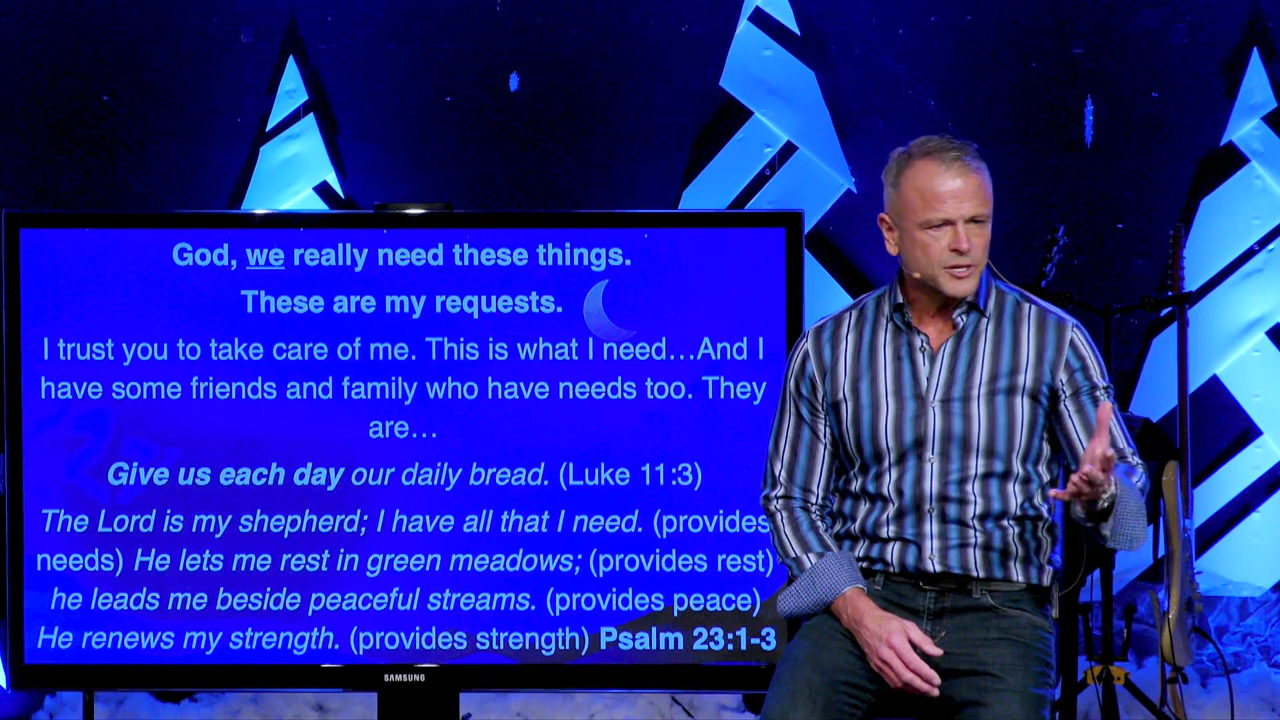 God, we really need these things.
These are my requests.
I trust you to take care of me. This is what I need…And I
have some friends and family who have needs too. They
are…
Give us each day our daily bread. (Luke 11:3)
The Lord is my shepherd; I have all that I need. (provides
needs) He lets me rest in green meadows; (provides rest)
he leads me beside peaceful streams. (provides peace)
He renews my strength. (provides strength) Psalm 23:1-3
SAMSUNG